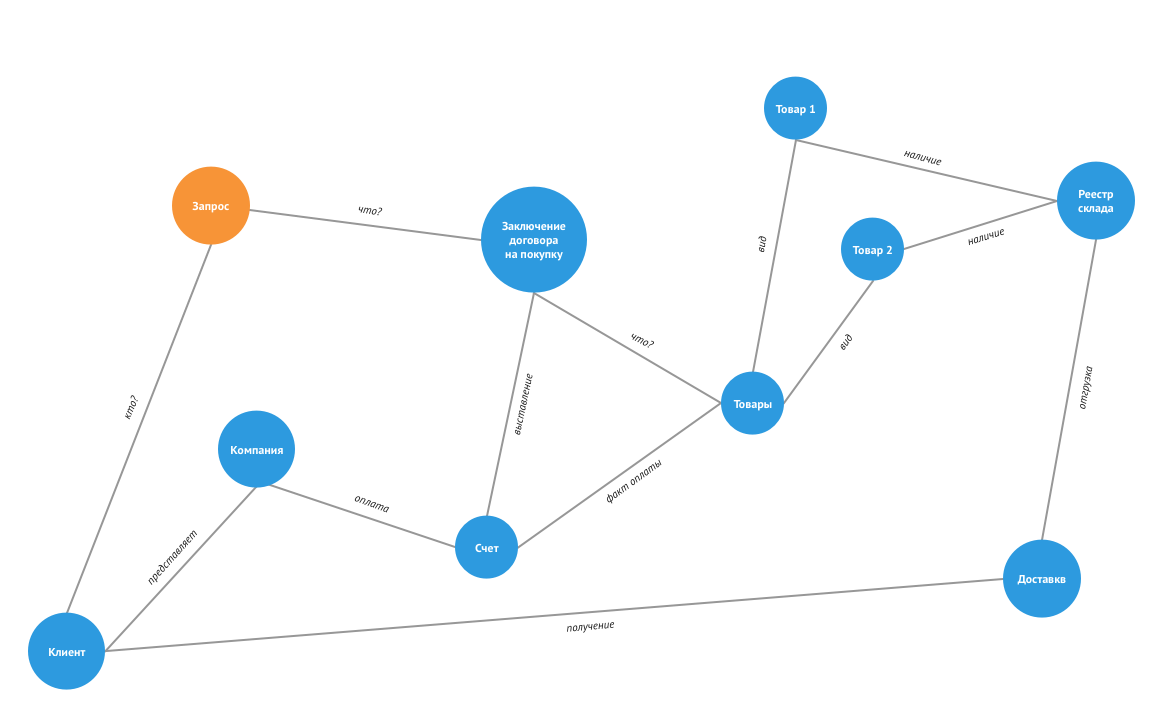 Товар 1
наличие
Реестр
склада
Запрос
что?
Заключение
договора
на покупку
вид
Товар 2
наличие
что?
вид
выставление
отгрузка
кто?
Товары
Компания
факт оплаты
оплата
представляет
Счет
Доставкв
получение
Клиент